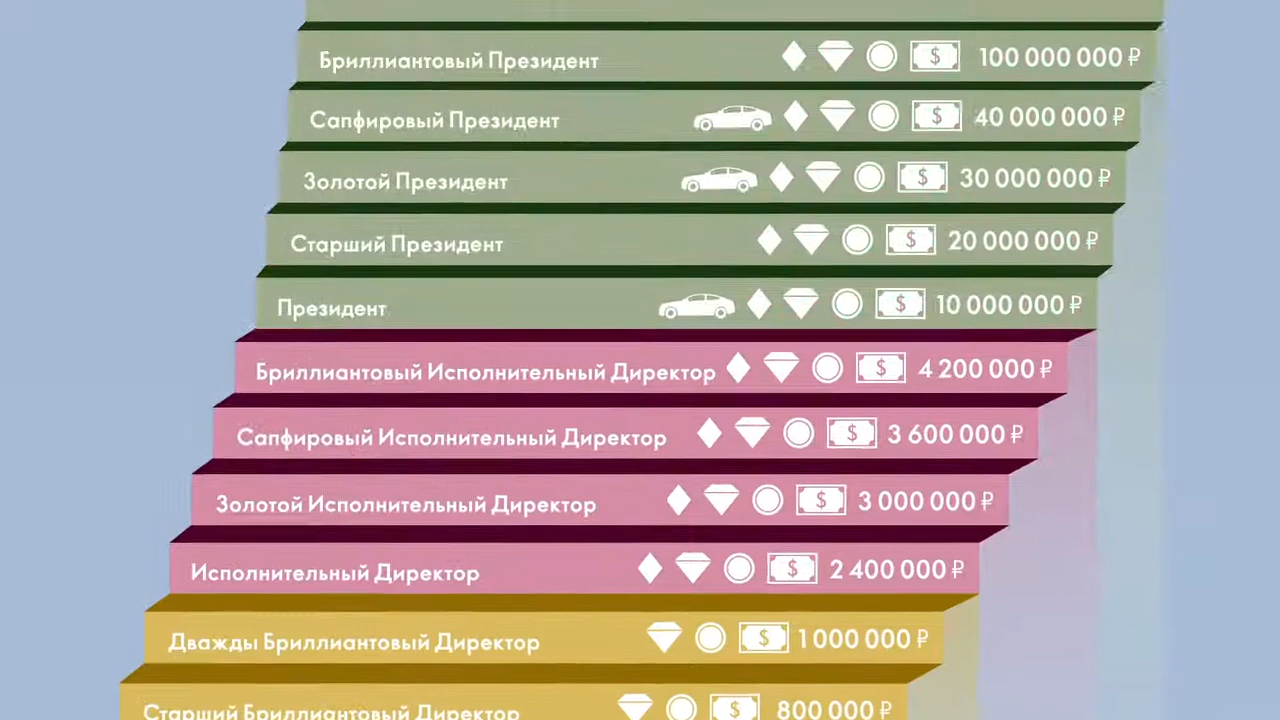 Бриллиантовый Президент $ 100 000 000 ₽
Сапфировый Президент $ 40 000 000 ₽
Золотой Президент $ 30 000 000 ₽
Старший Президент $ 20 000 000 ₽
Президент $ 10 000 000 ₽
Бриллиантовый Исполнительный Директор $ 4 200 000 ₽
Сапфировый Исполнительный Директор $ 3 600 000 ₽
Золотой Исполнительный Директор $ 3 000 000 ₽
Исполнительный Директор $ 2 400 000 ₽
Дважды Бриллиантовый Директор $ 1 000 000 ₽
Старший Бриллиантовый Директор $ 800 000 ₽